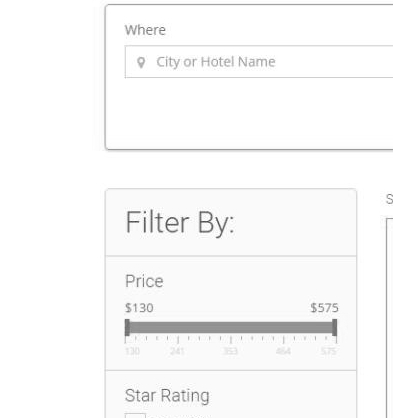 Where
City or Hotel Name
S
Filter By:
Price
$130 $575
130 241 353 464 575
Star Rating